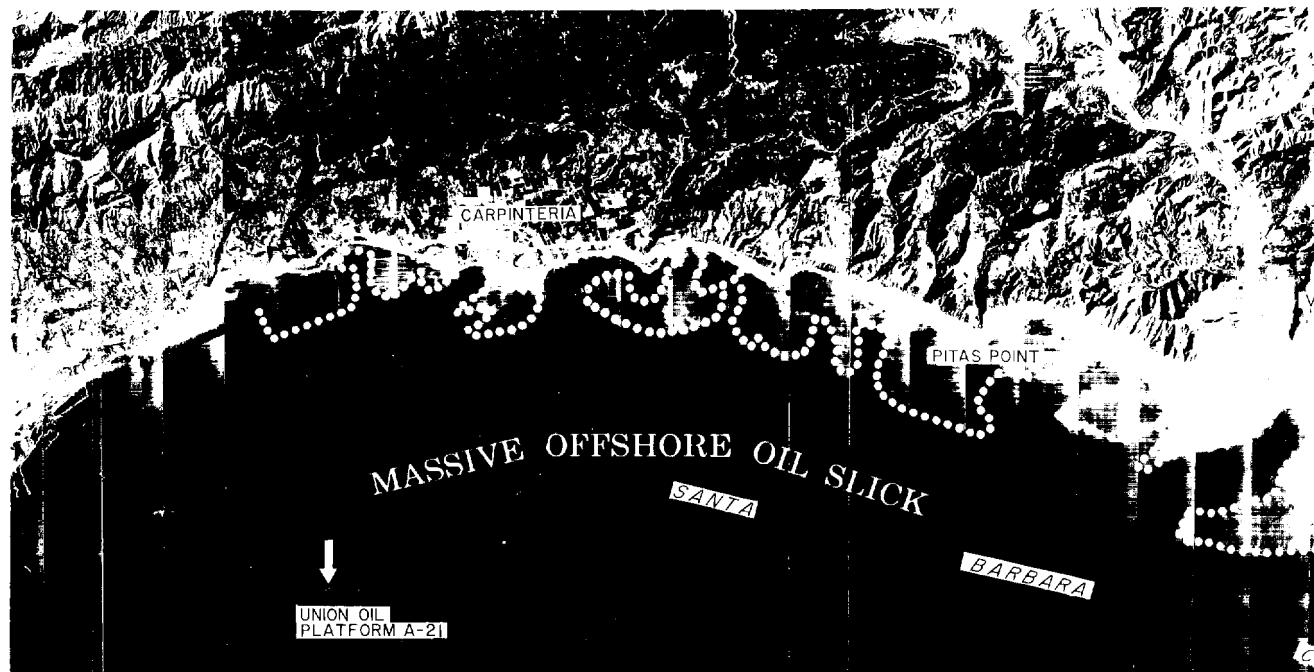 CARPINTERIA
PITAS POINT
MASSIVE OFFSHORE OIL SLICK
SANTA
BARBARA
UNION OIL
PLATFORM A-21
C